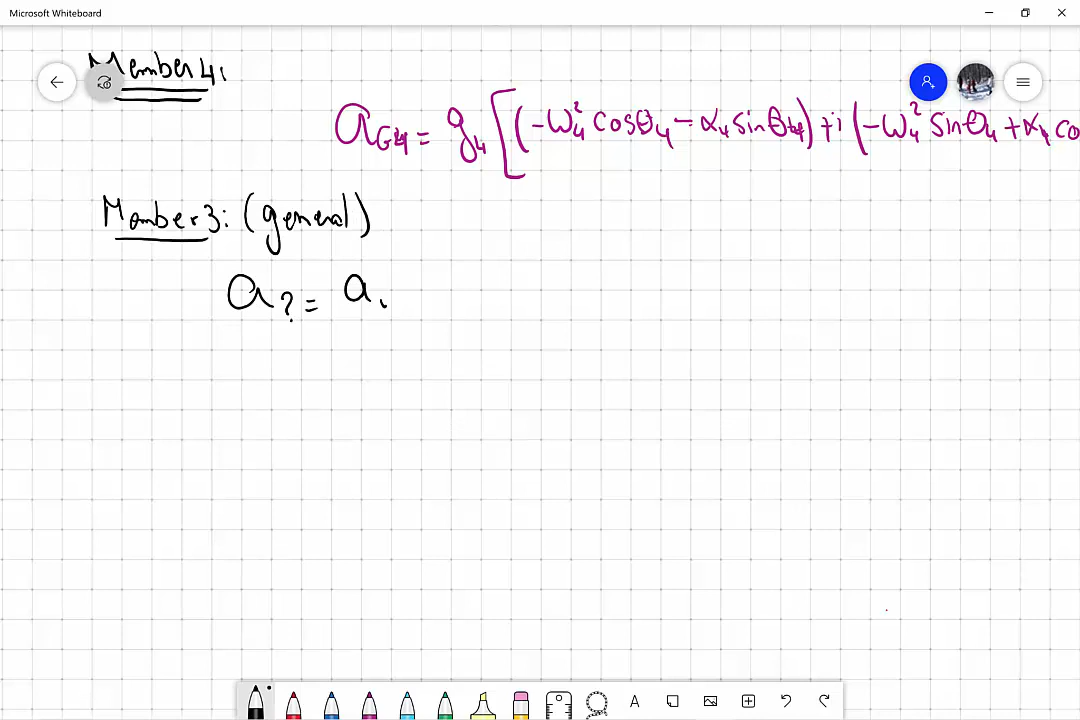 Microsoft Whiteboard
Member 4:
a_G4 = g_4 [(-ω_4^2 cosθ_4 - α_4 sinθ_4) + i (-ω_4^2 sinθ_4 + α_4 co
Member 3: (general)
a_? = a
A